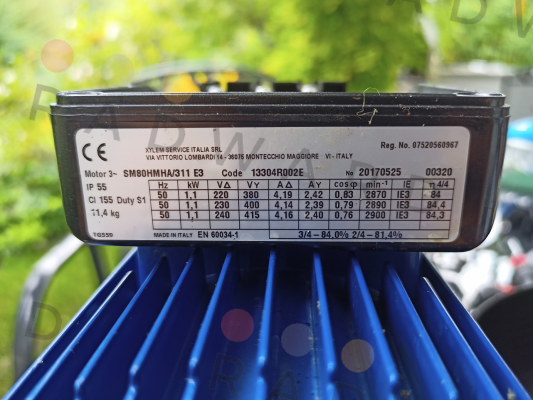 XYLEM-SERVICE ITALIA SRL
VIA VITTORIO LOMBARDI 14 - 36075 MONTECCHIO MAGGIORE VI - ITALY
Reg. No. 07520560967
CE
Motor 3~ SM80HMHA/311 E3 Code 13304R002E No 20170525 00320
IP 55
Cl 155 Duty S1
11,4 kg
Hz kW V∆ VY A∆ AY cosφ min⁻¹ IE η 4/4
50 1,1 220 380 4,19 2,42 0,83 2870 IE3 84
50 1,1 230 400 4,14 2,39 0,79 2890 IE3 84,4
50 1,1 240 415 4,16 2,40 0,76 2900 IE3 84,3
MADE IN ITALY EN 60034-1 3/4-84,0% 2/4-81,4%
RADWARE
RADWARE